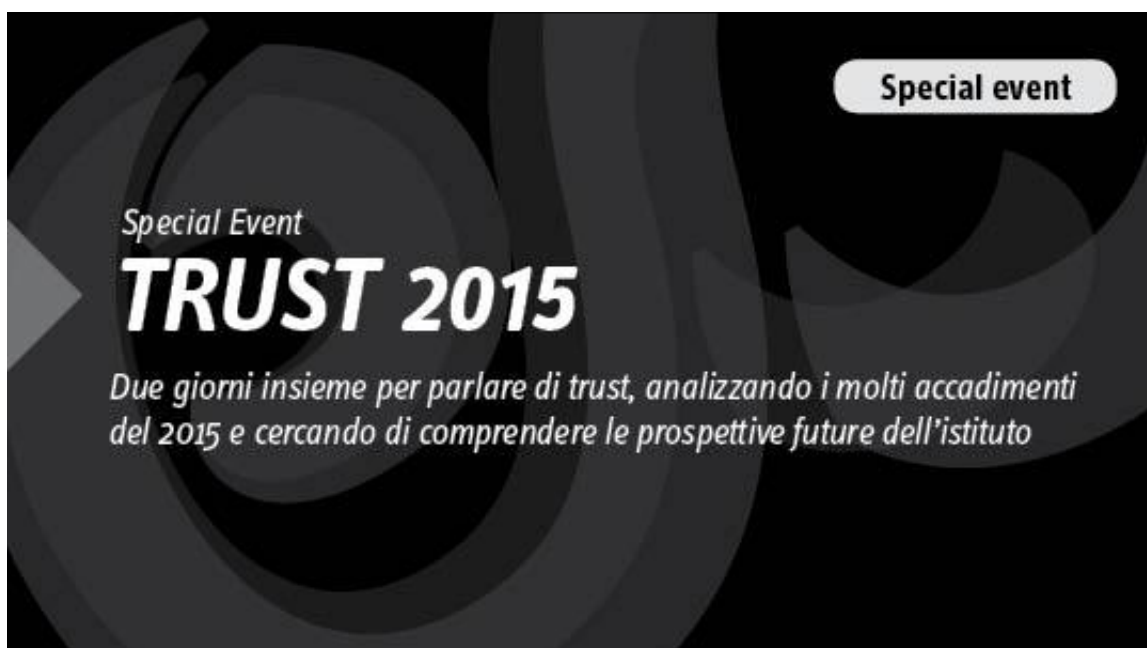 Special event
Special Event
TRUST 2015
Due giorni insieme per parlare di trust, analizzando i molti accadimenti
del 2015 e cercando di comprendere le prospettive future dell'istituto